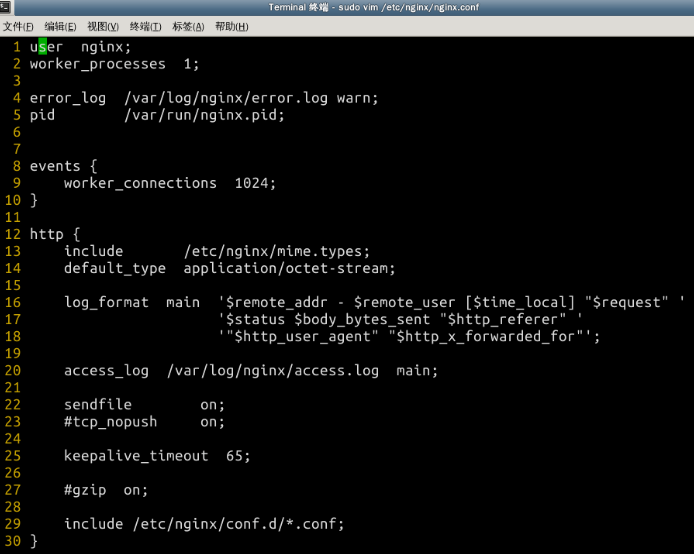 Terminal 终端 - sudo vim /etc/nginx/nginx.conf
文件(F) 编辑(E) 视图(V) 终端(T) 标签(A) 帮助(H)
1 user  nginx;
2 worker_processes  1;
3
4 error_log  /var/log/nginx/error.log warn;
5 pid        /var/run/nginx.pid;
6
7
8 events {
9     worker_connections  1024;
10 }
11
12 http {
13     include       /etc/nginx/mime.types;
14     default_type  application/octet-stream;
15
16     log_format  main  '$remote_addr - $remote_user [$time_local] "$request" '
17                       '$status $body_bytes_sent "$http_referer" '
18                       '"$http_user_agent" "$http_x_forwarded_for"';
19
20     access_log  /var/log/nginx/access.log  main;
21
22     sendfile        on;
23     #tcp_nopush     on;
24
25     keepalive_timeout  65;
26
27     #gzip  on;
28
29     include /etc/nginx/conf.d/*.conf;
30 }